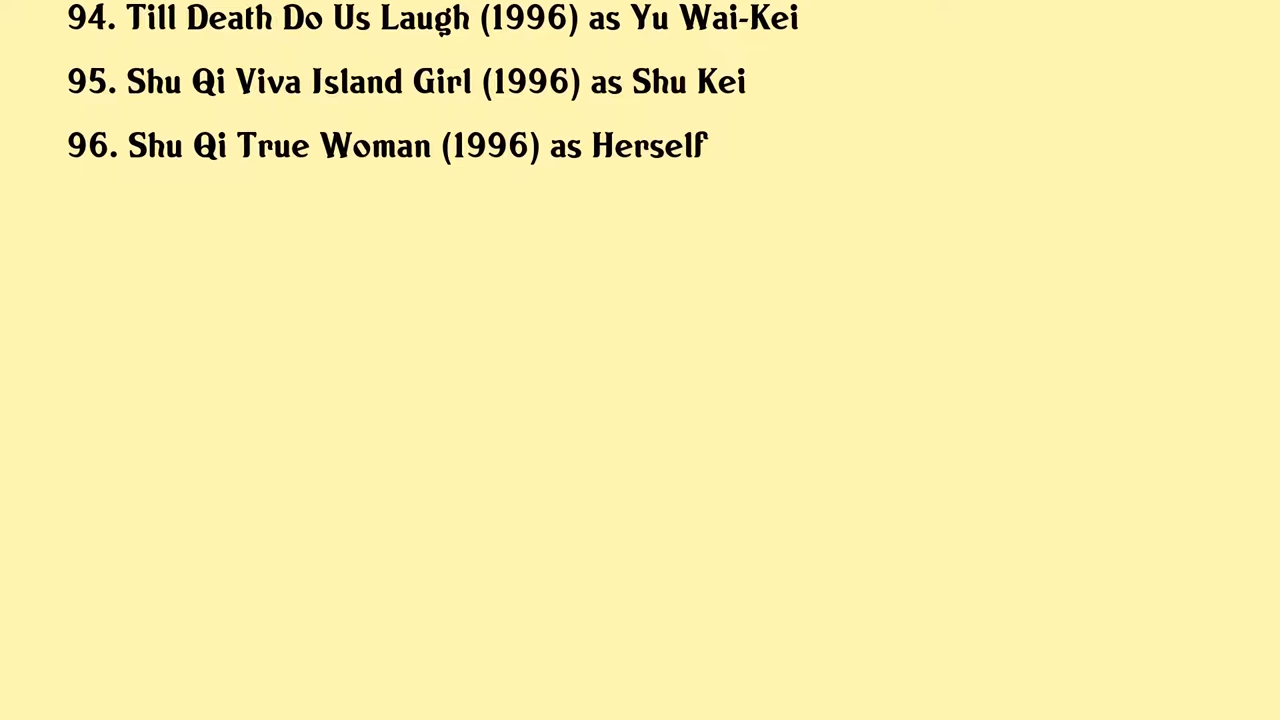 94. Till Death Do Us Laugh (1996) as Yu Wai-Kei
95. Shu Qi Viva Island Girl (1996) as Shu Kei
96. Shu Qi True Woman (1996) as Herself